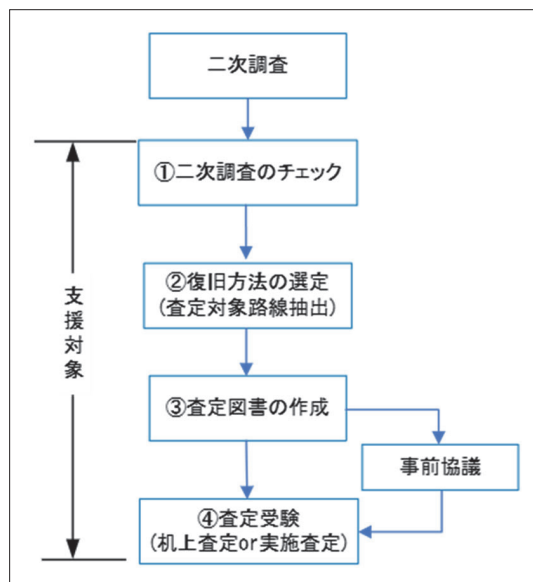 二次調査
①二次調査のチェック
②復旧方法の選定
(査定対象路線抽出)
支援対象
③査定図書の作成
事前協議
④査定受験
(机上査定or実施査定)